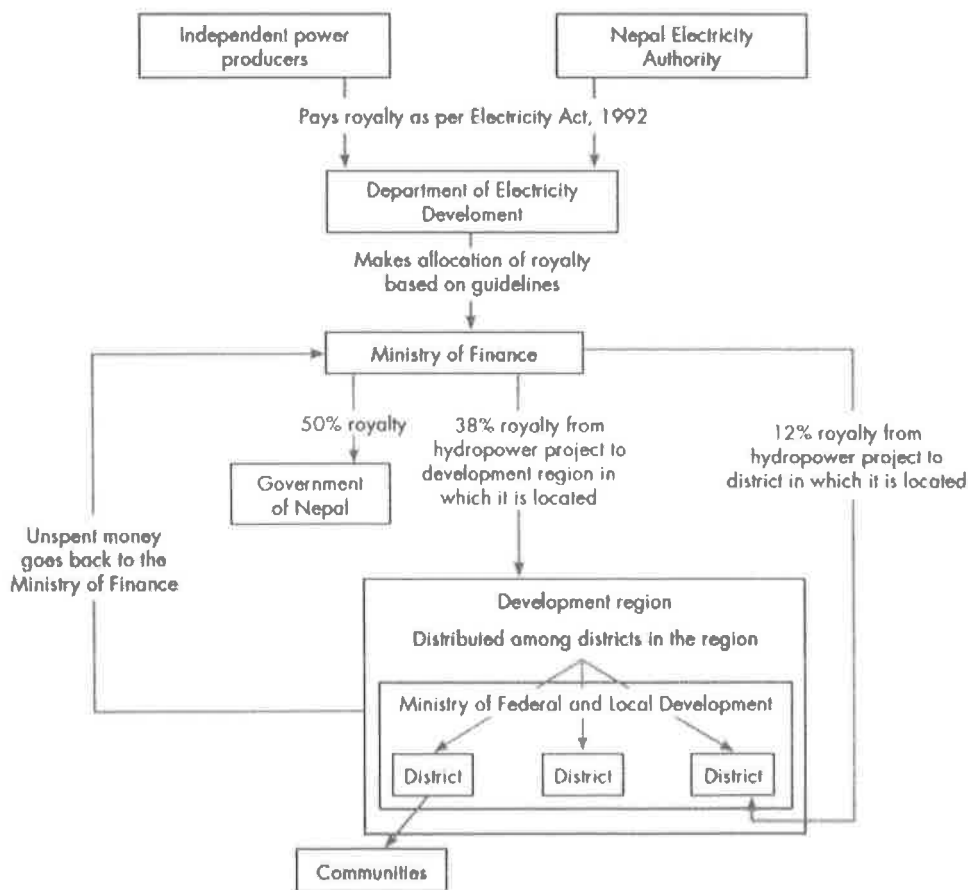 Independent power
producers
Nepal Electricity
Authority
Pays royalty as per Electricity Act, 1992
Department of Electricity
Develoment
Makes allocation of royalty
based on guidelines
Ministry of Finance
50% royalty
38% royalty from
hydropower project to
development region in
which it is located
12% royalty from
hydropower project to
district in which it is located
Government
of Nepal
Unspent money
goes back to the
Ministry of Finance
Development region
Distributed among districts in the region
Ministry of Federal and Local Development
District
District
District
Communities